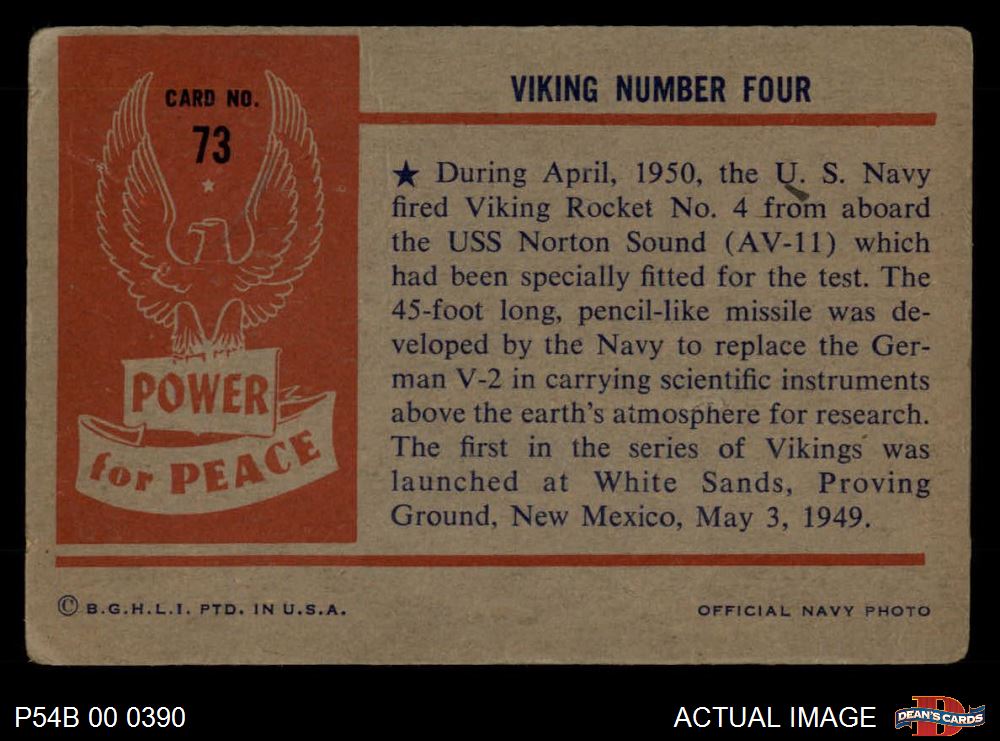 CARD NO.
73
POWER
for PEACE
VIKING NUMBER FOUR
★ During April, 1950, the U. S. Navy
fired Viking Rocket No. 4 from aboard
the USS Norton Sound (AV-11) which
had been specially fitted for the test. The
45-foot long, pencil-like missile was de-
veloped by the Navy to replace the Ger-
man V-2 in carrying scientific instruments
above the earth's atmosphere for research.
The first in the series of Vikings was
launched at White Sands, Proving
Ground, New Mexico, May 3, 1949.
© B.G.H.L.I. PTD. IN U.S.A.
OFFICIAL NAVY PHOTO
P54B 00 0390
ACTUAL IMAGE
D
DEAN'S CARDS